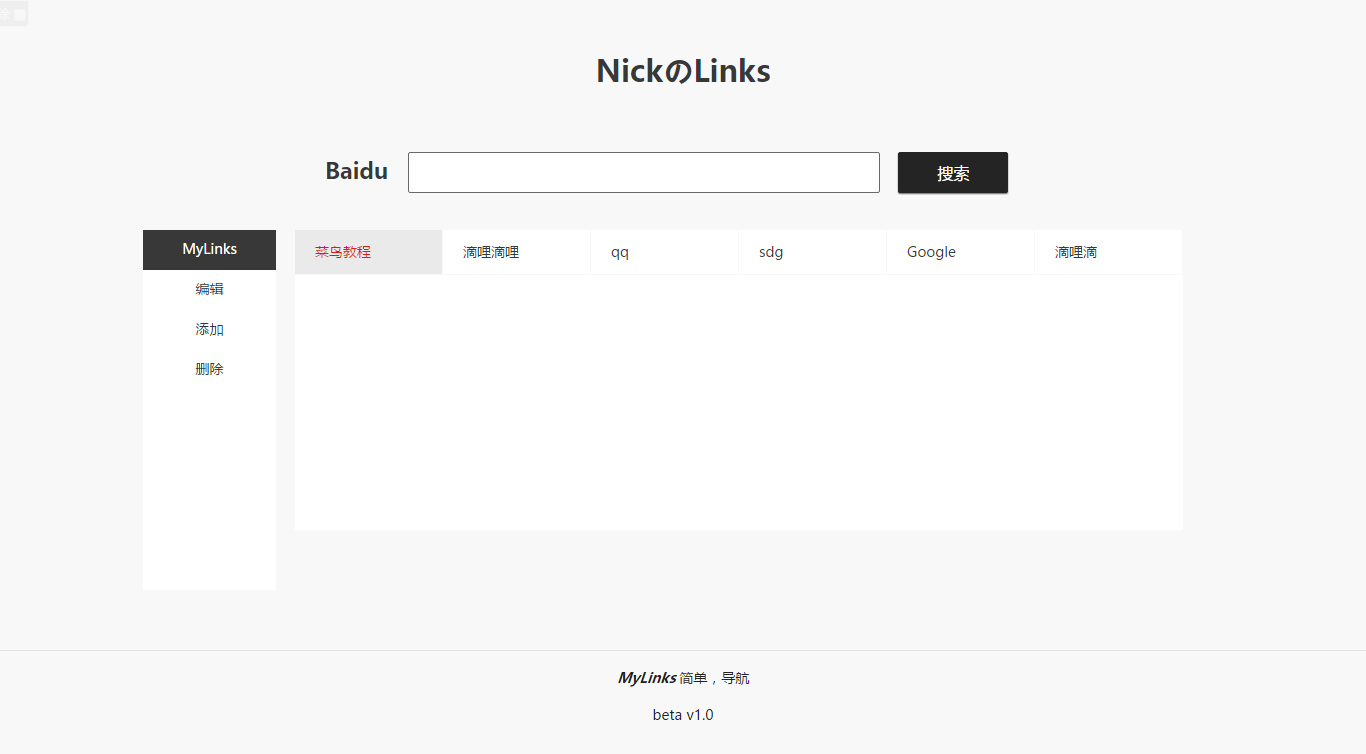 NickのLinks
Baidu
搜索
MyLinks
编辑
添加
删除
菜鸟教程 滴哩滴哩 qq sdg Google 滴哩滴
MyLinks 简单，导航
beta v1.0